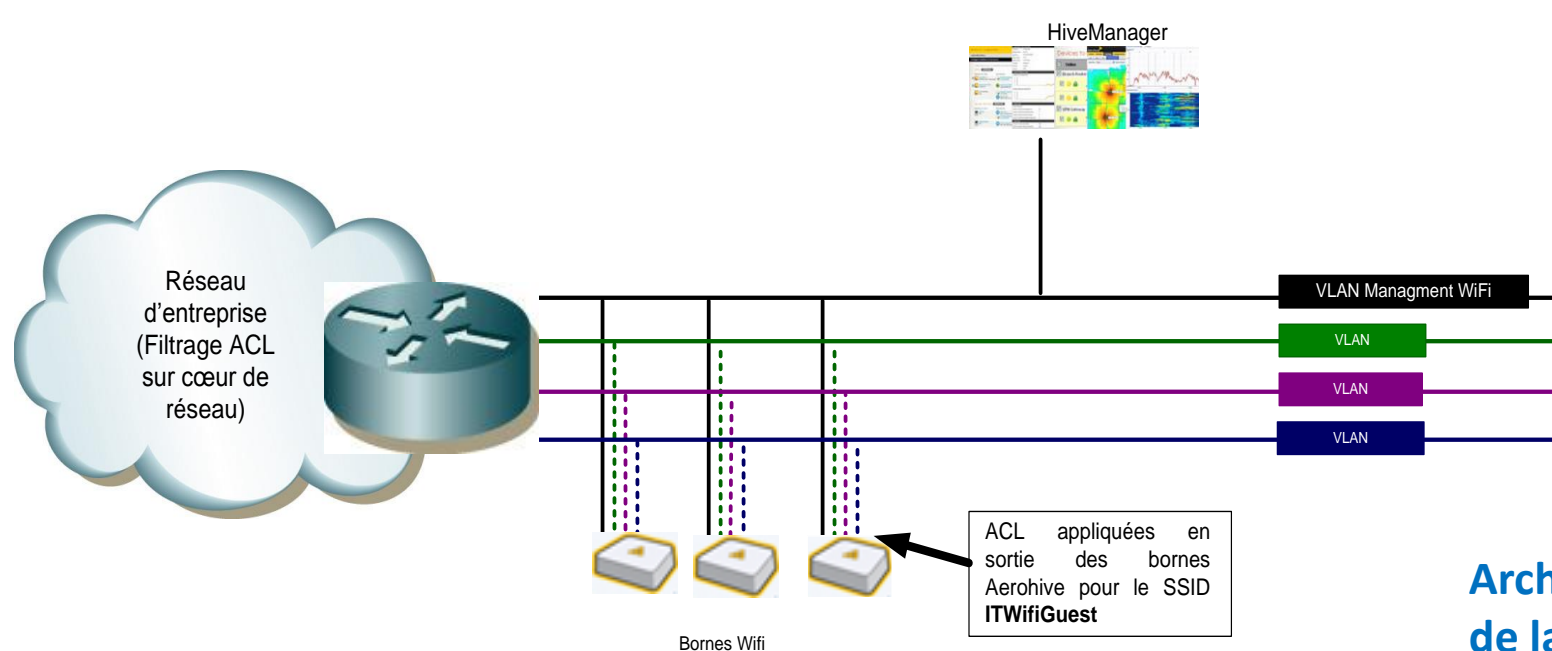 HiveManager
Réseau
d'entreprise
(Filtrage ACL
sur cœur de
réseau)
VLAN Managment WiFi
VLAN
VLAN
VLAN
ACL appliquées en
sortie des bornes
Aerohive pour le SSID
ITWifiGuest
Bornes Wifi
Arch
de la